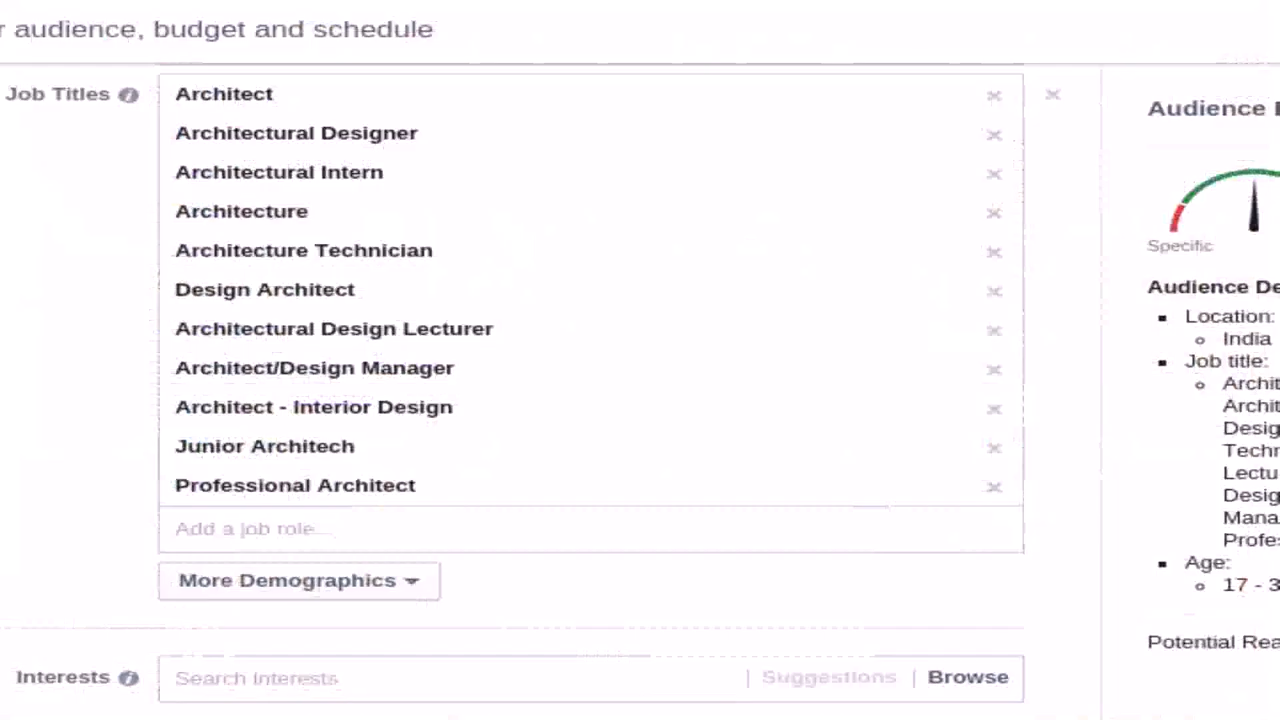 r audience, budget and schedule
Job Titles
Architect
Architectural Designer
Architectural Intern
Architecture
Architecture Technician
Design Architect
Architectural Design Lecturer
Architect/Design Manager
Architect - Interior Design
Junior Architech
Professional Architect
Add a job role...
More Demographics
Interests
Search interests | Suggestions | Browse
Audience
Specific
Audience De
Location:
India
Job title:
Archit
Archit
Desig
Techn
Lectu
Desig
Mana
Profes
Age:
17 - 3
Potential Rea